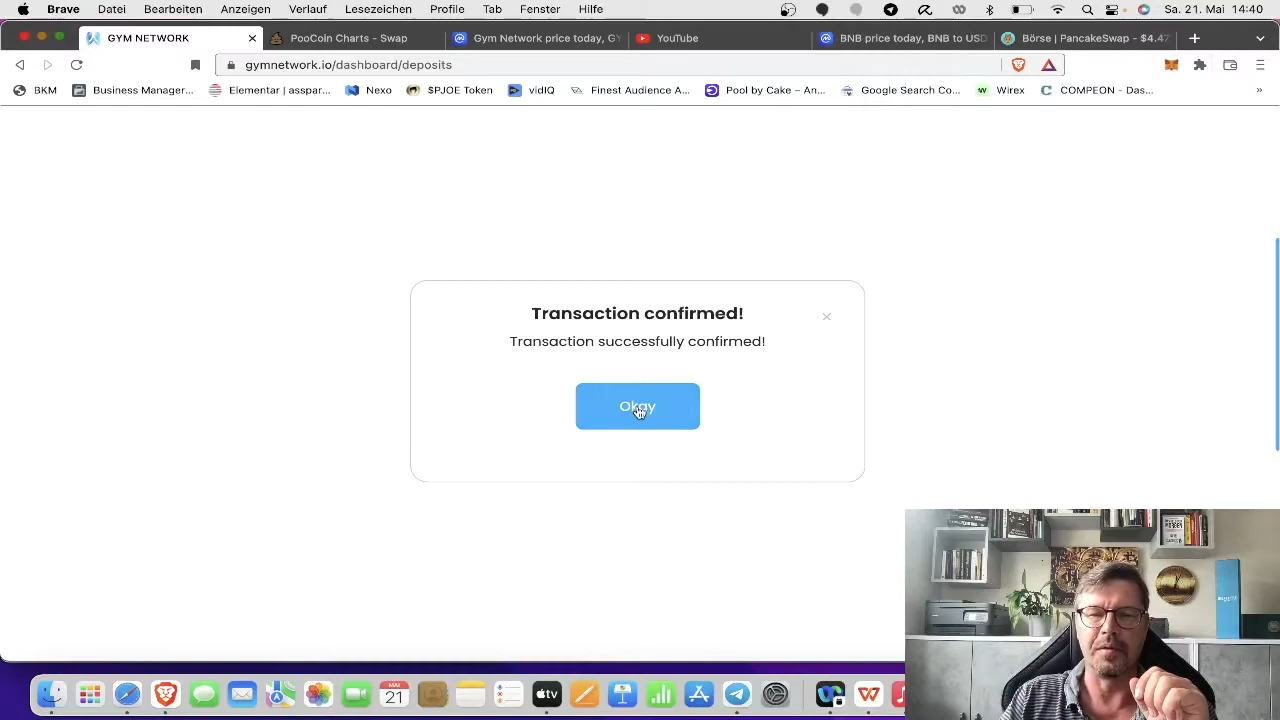 Brave Datei Bearbeiten Anzeigen Verlauf Lesezeichen Profile Tab Fenster Hilfe Sa. 21. Mai 14:40
GYM NETWORK PooCoin Charts - Swap Gym Network price today, GY YouTube BNB price today, BNB to USD Börse | PancakeSwap - $4.47
gymnetwork.io/dashboard/deposits
BKM Business Manager... Elementar | asspar... Nexo $PJOE Token vidIQ Finest Audience A... Pool by Cake – An... Google Search Co... Wirex COMPEON - Das... »
Transaction confirmed!
Transaction successfully confirmed!
Okay
MAI
21
tv